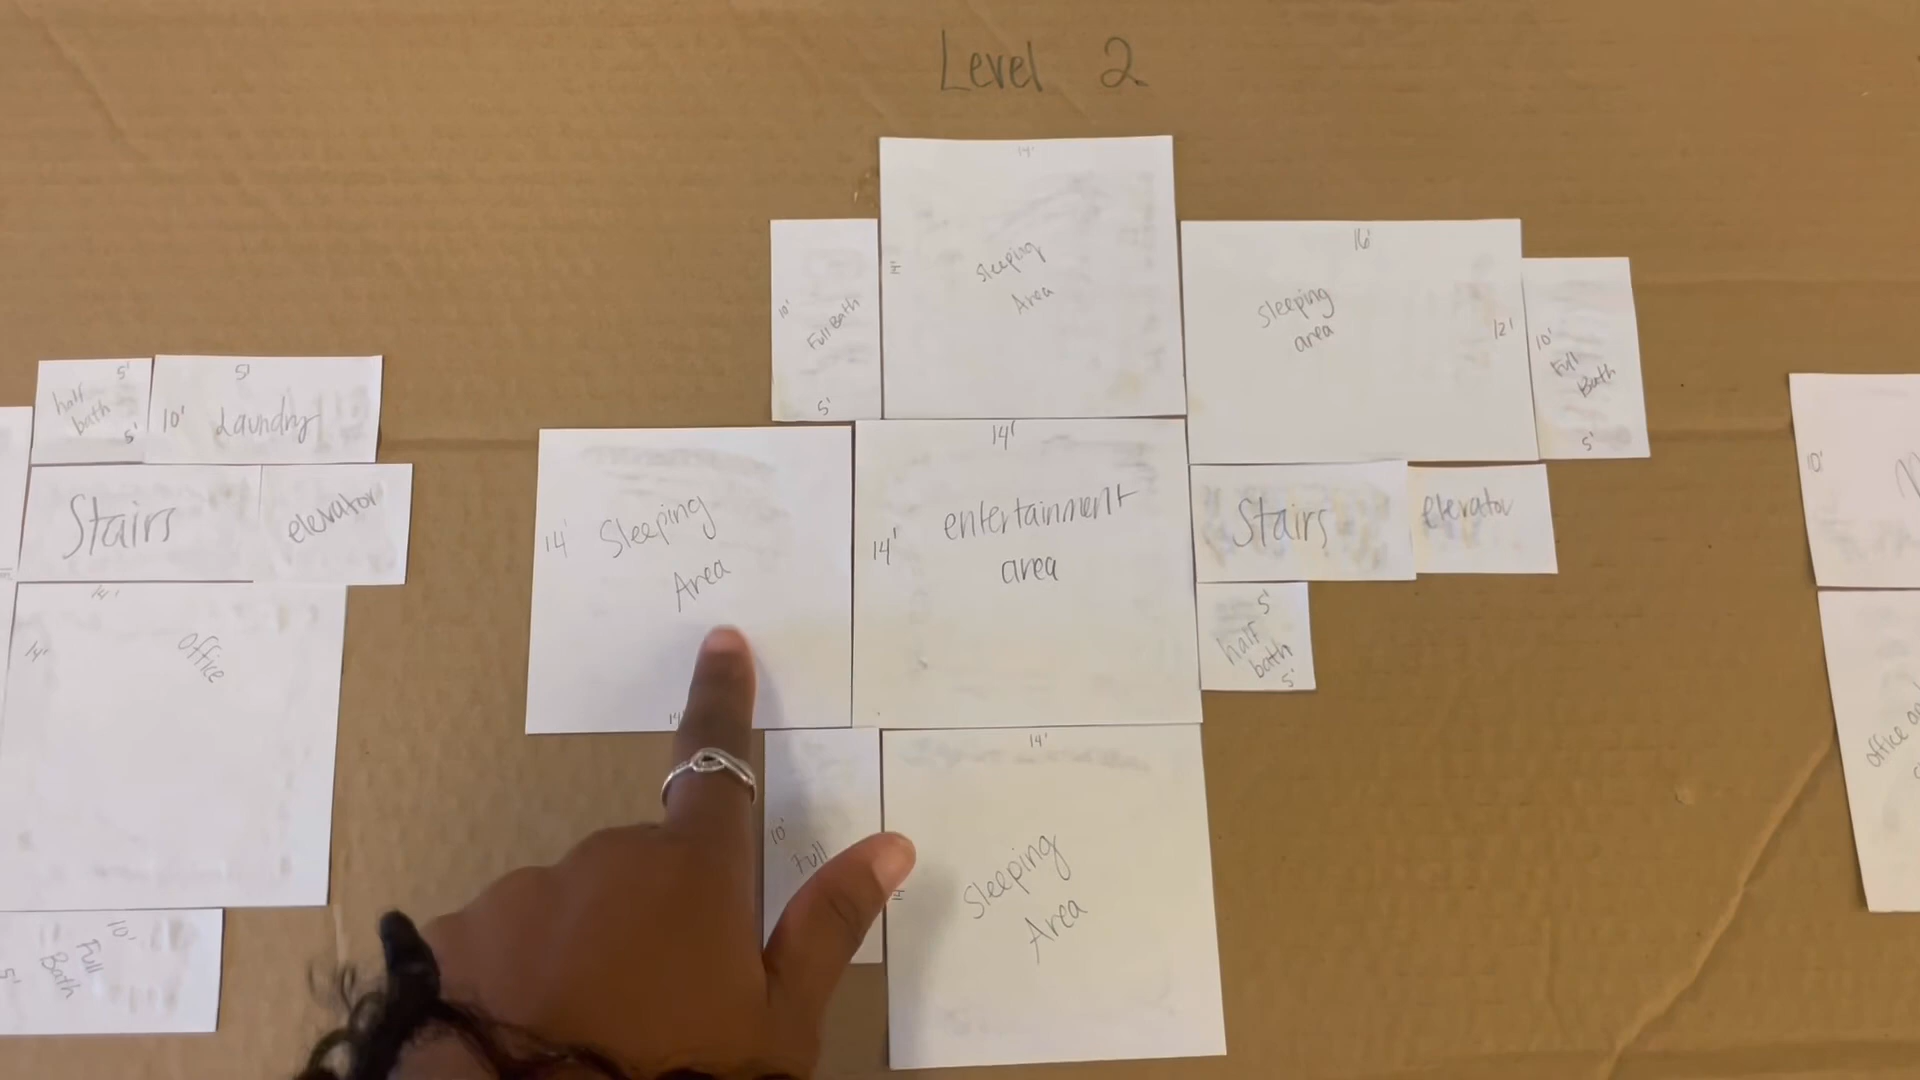 Level 2
14'
Sleeping
Area
10'
Full Bath
5'
16'
Sleeping
area
12'
10'
Full
Bath
5'
5'
half
bath
5'
5'
10' Laundry
Stairs
elevator
14'
14'
office
10'
Full
Bath
5'
14' Sleeping
Area
14'
14'
14'
entertainment
area
Stairs
elevator
5'
half
bath
5'
10'
Full
14'
Sleeping
Area
10'
office